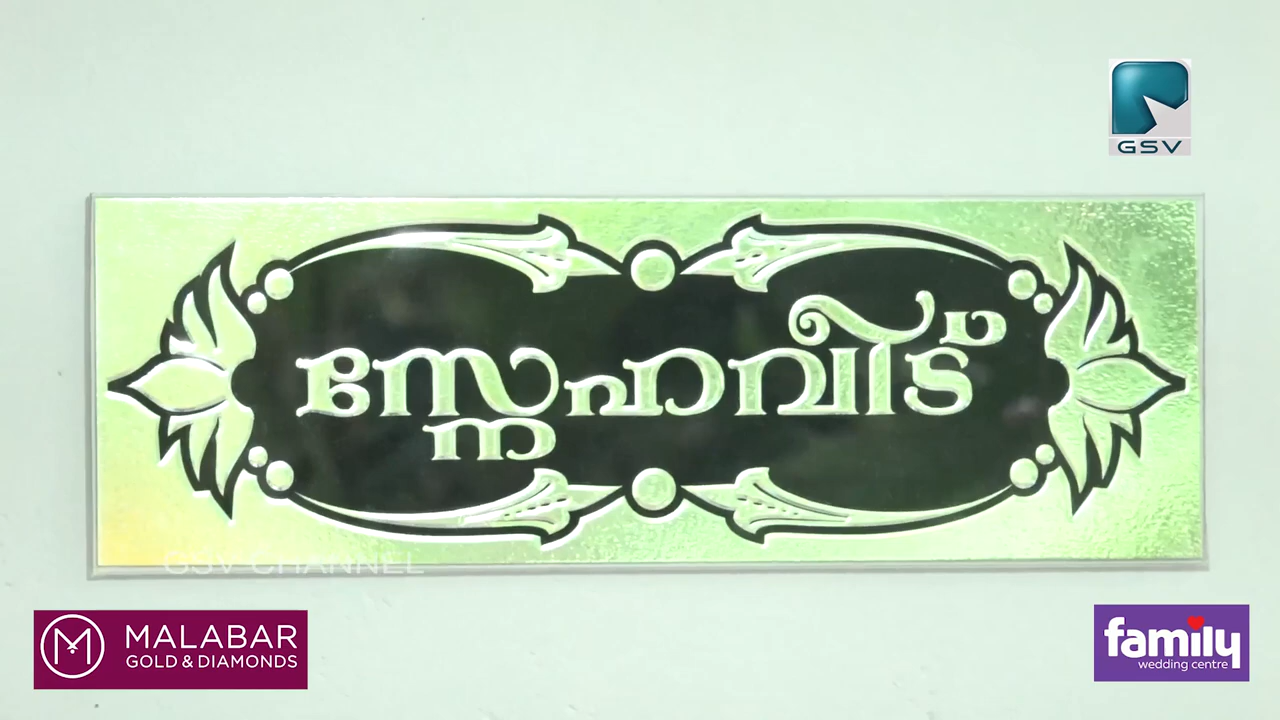 GSV
സ്നേഹവീട്
GSV CHANNEL
MALABAR
GOLD & DIAMONDS
family
wedding centre